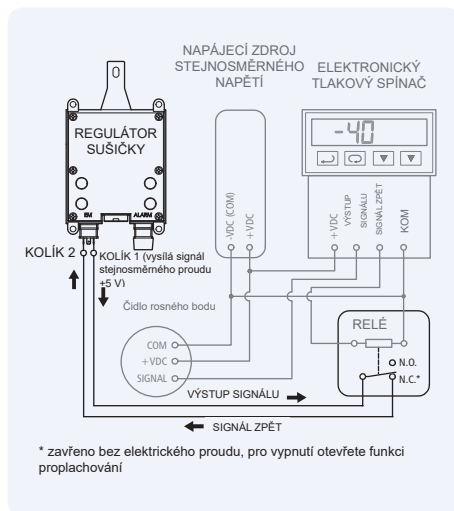 NAPÁJECÍ ZDROJ
STEJNOSMĚRNÉHO
NAPĚTÍ
ELEKTRONICKÝ
TLAKOVÝ SPÍNAČ
REGULÁTOR
SUŠIČKY
-40
EM
ALARM
-VDC (COM)
+VDC
+VDC
VÝSTUP
SIGNÁLU
SIGNÁL ZPĚT
KOM
KOLÍK 2
KOLÍK 1 (vysílá signál
stejnosměrného proudu
+5 V)
Čidlo rosného bodu
COM
+VDC
SIGNAL
RELÉ
N.O.
N.C.*
VÝSTUP SIGNÁLU
SIGNÁL ZPĚT
* zavřeno bez elektrického proudu, pro vypnutí otevřete funkci
proplachování